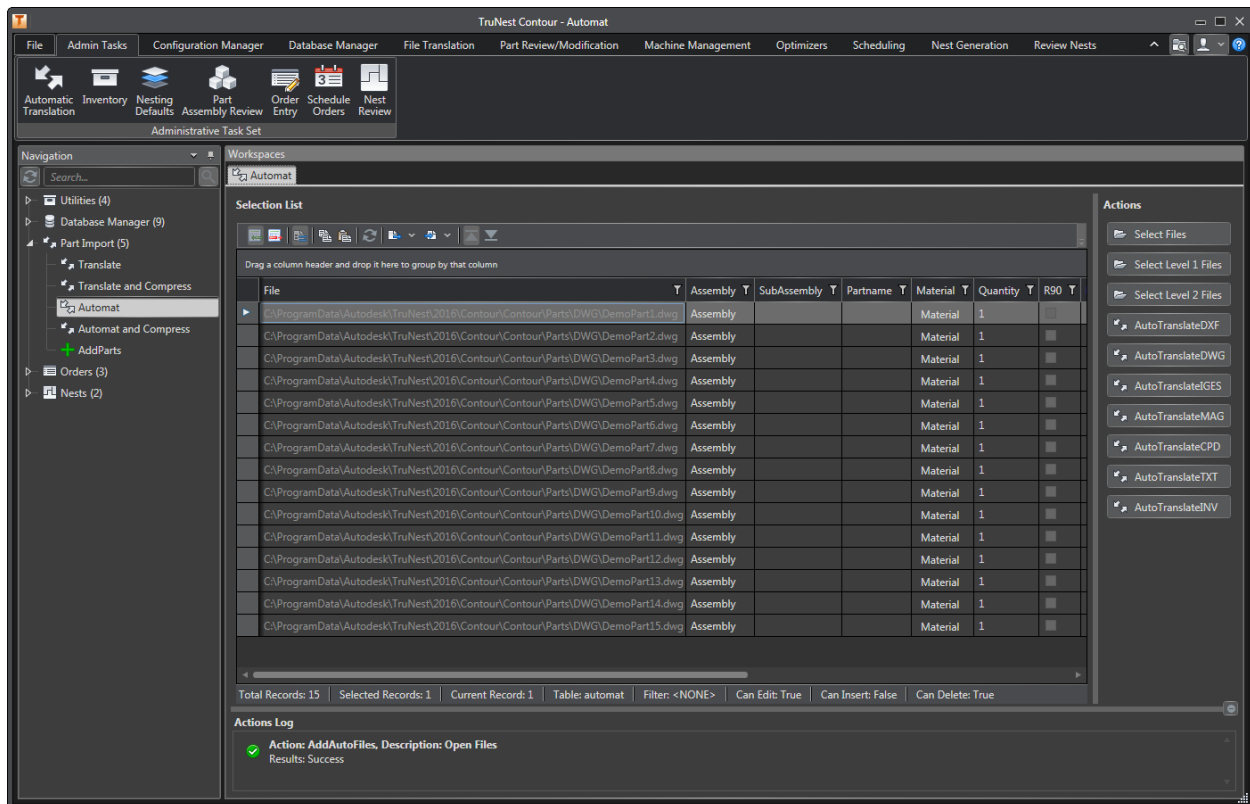 TruNest Contour - Automat
File Admin Tasks Configuration Manager Database Manager File Translation Part Review/Modification Machine Management Optimizers Scheduling Nest Generation Review Nests
Automatic Translation Inventory Nesting Defaults Part Assembly Review Order Entry Schedule Orders Nest Review
Administrative Task Set
Navigation
Search...
Utilities (4)
Database Manager (9)
Part Import (5)
Translate
Translate and Compress
Automat
Automat and Compress
AddParts
Orders (3)
Nests (2)
Workspaces
Automat
Selection List
Drag a column header and drop it here to group by that column
File Assembly SubAssembly Partname Material Quantity R90
C:\ProgramData\Autodesk\TruNest\2016\Contour\Contour\Parts\DWG\DemoPart1.dwg Assembly Material 1
C:\ProgramData\Autodesk\TruNest\2016\Contour\Contour\Parts\DWG\DemoPart2.dwg Assembly Material 1
C:\ProgramData\Autodesk\TruNest\2016\Contour\Contour\Parts\DWG\DemoPart3.dwg Assembly Material 1
C:\ProgramData\Autodesk\TruNest\2016\Contour\Contour\Parts\DWG\DemoPart4.dwg Assembly Material 1
C:\ProgramData\Autodesk\TruNest\2016\Contour\Contour\Parts\DWG\DemoPart5.dwg Assembly Material 1
C:\ProgramData\Autodesk\TruNest\2016\Contour\Contour\Parts\DWG\DemoPart6.dwg Assembly Material 1
C:\ProgramData\Autodesk\TruNest\2016\Contour\Contour\Parts\DWG\DemoPart7.dwg Assembly Material 1
C:\ProgramData\Autodesk\TruNest\2016\Contour\Contour\Parts\DWG\DemoPart8.dwg Assembly Material 1
C:\ProgramData\Autodesk\TruNest\2016\Contour\Contour\Parts\DWG\DemoPart9.dwg Assembly Material 1
C:\ProgramData\Autodesk\TruNest\2016\Contour\Contour\Parts\DWG\DemoPart10.dwg Assembly Material 1
C:\ProgramData\Autodesk\TruNest\2016\Contour\Contour\Parts\DWG\DemoPart11.dwg Assembly Material 1
C:\ProgramData\Autodesk\TruNest\2016\Contour\Contour\Parts\DWG\DemoPart12.dwg Assembly Material 1
C:\ProgramData\Autodesk\TruNest\2016\Contour\Contour\Parts\DWG\DemoPart13.dwg Assembly Material 1
C:\ProgramData\Autodesk\TruNest\2016\Contour\Contour\Parts\DWG\DemoPart14.dwg Assembly Material 1
C:\ProgramData\Autodesk\TruNest\2016\Contour\Contour\Parts\DWG\DemoPart15.dwg Assembly Material 1
Total Records: 15 Selected Records: 1 Current Record: 1 Table: automat Filter: <NONE> Can Edit: True Can Insert: False Can Delete: True
Actions
Select Files
Select Level 1 Files
Select Level 2 Files
AutoTranslateDXF
AutoTranslateDWG
AutoTranslateIGES
AutoTranslateMAG
AutoTranslateCPD
AutoTranslateTXT
AutoTranslateINV
Actions Log
Action: AddAutoFiles, Description: Open Files
Results: Success